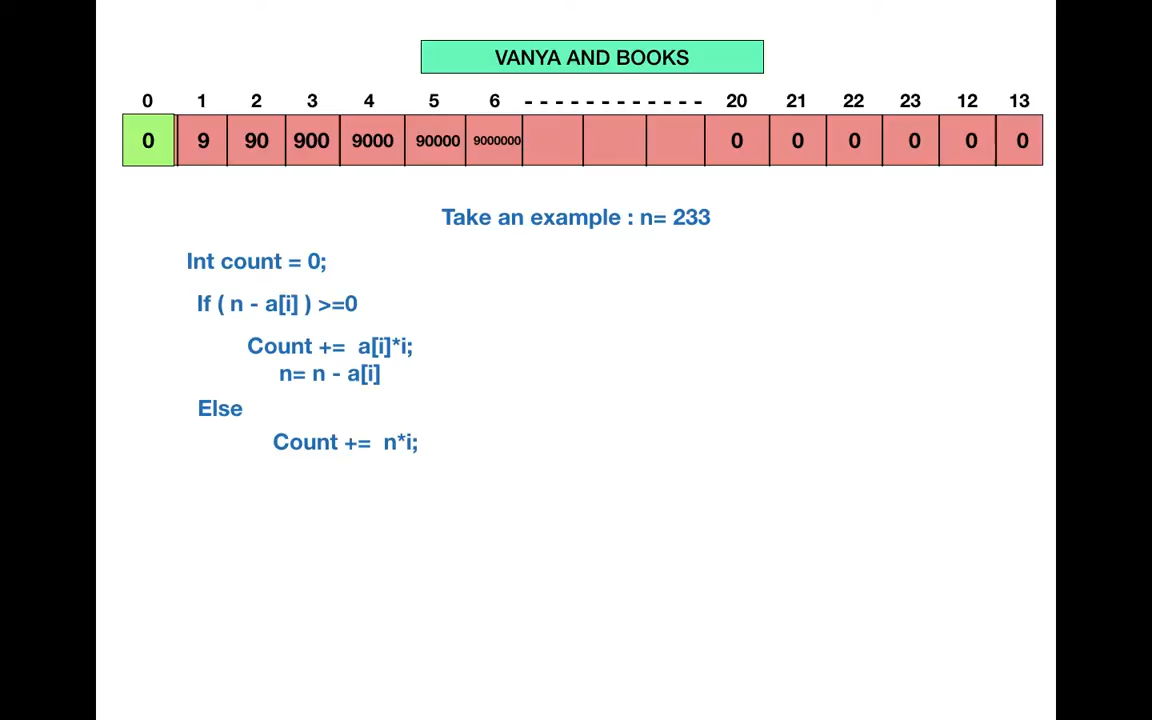 VANYA AND BOOKS
0 1 2 3 4 5 6 - - - - - - - - - - - - 20 21 22 23 12 13
0 9 90 900 9000 90000 9000000 0 0 0 0 0 0
Take an example : n= 233
Int count = 0;
If ( n - a[i] ) >=0
Count += a[i]*i;
n= n - a[i]
Else
Count += n*i;